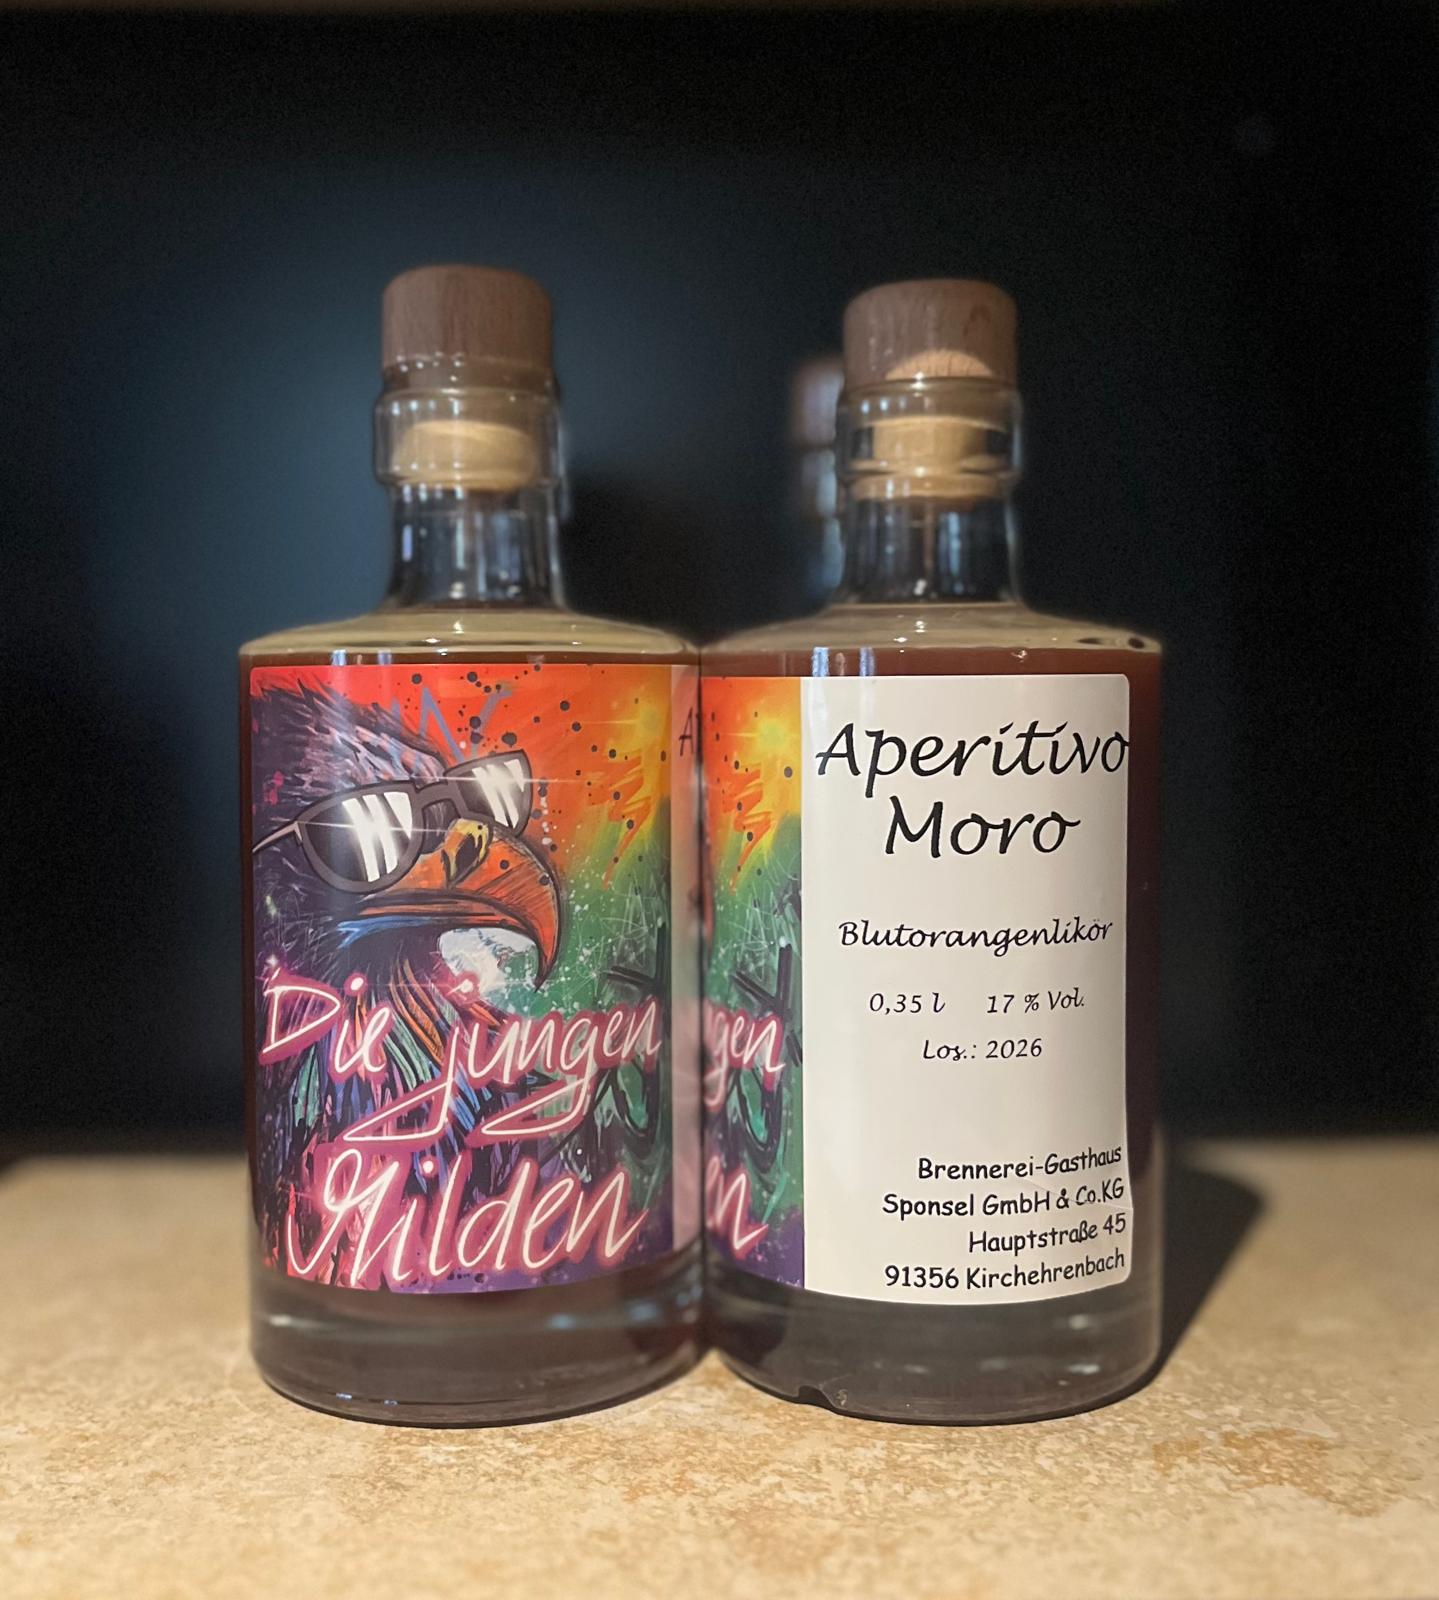 Die jungen
Milden
Aperitivo
Moro
Blutorangenlikör
0,35 l 17 % Vol.
Los.: 2026
Brennerei-Gasthaus
Sponsel GmbH & Co.KG
Hauptstraße 45
91356 Kirchehrenbach